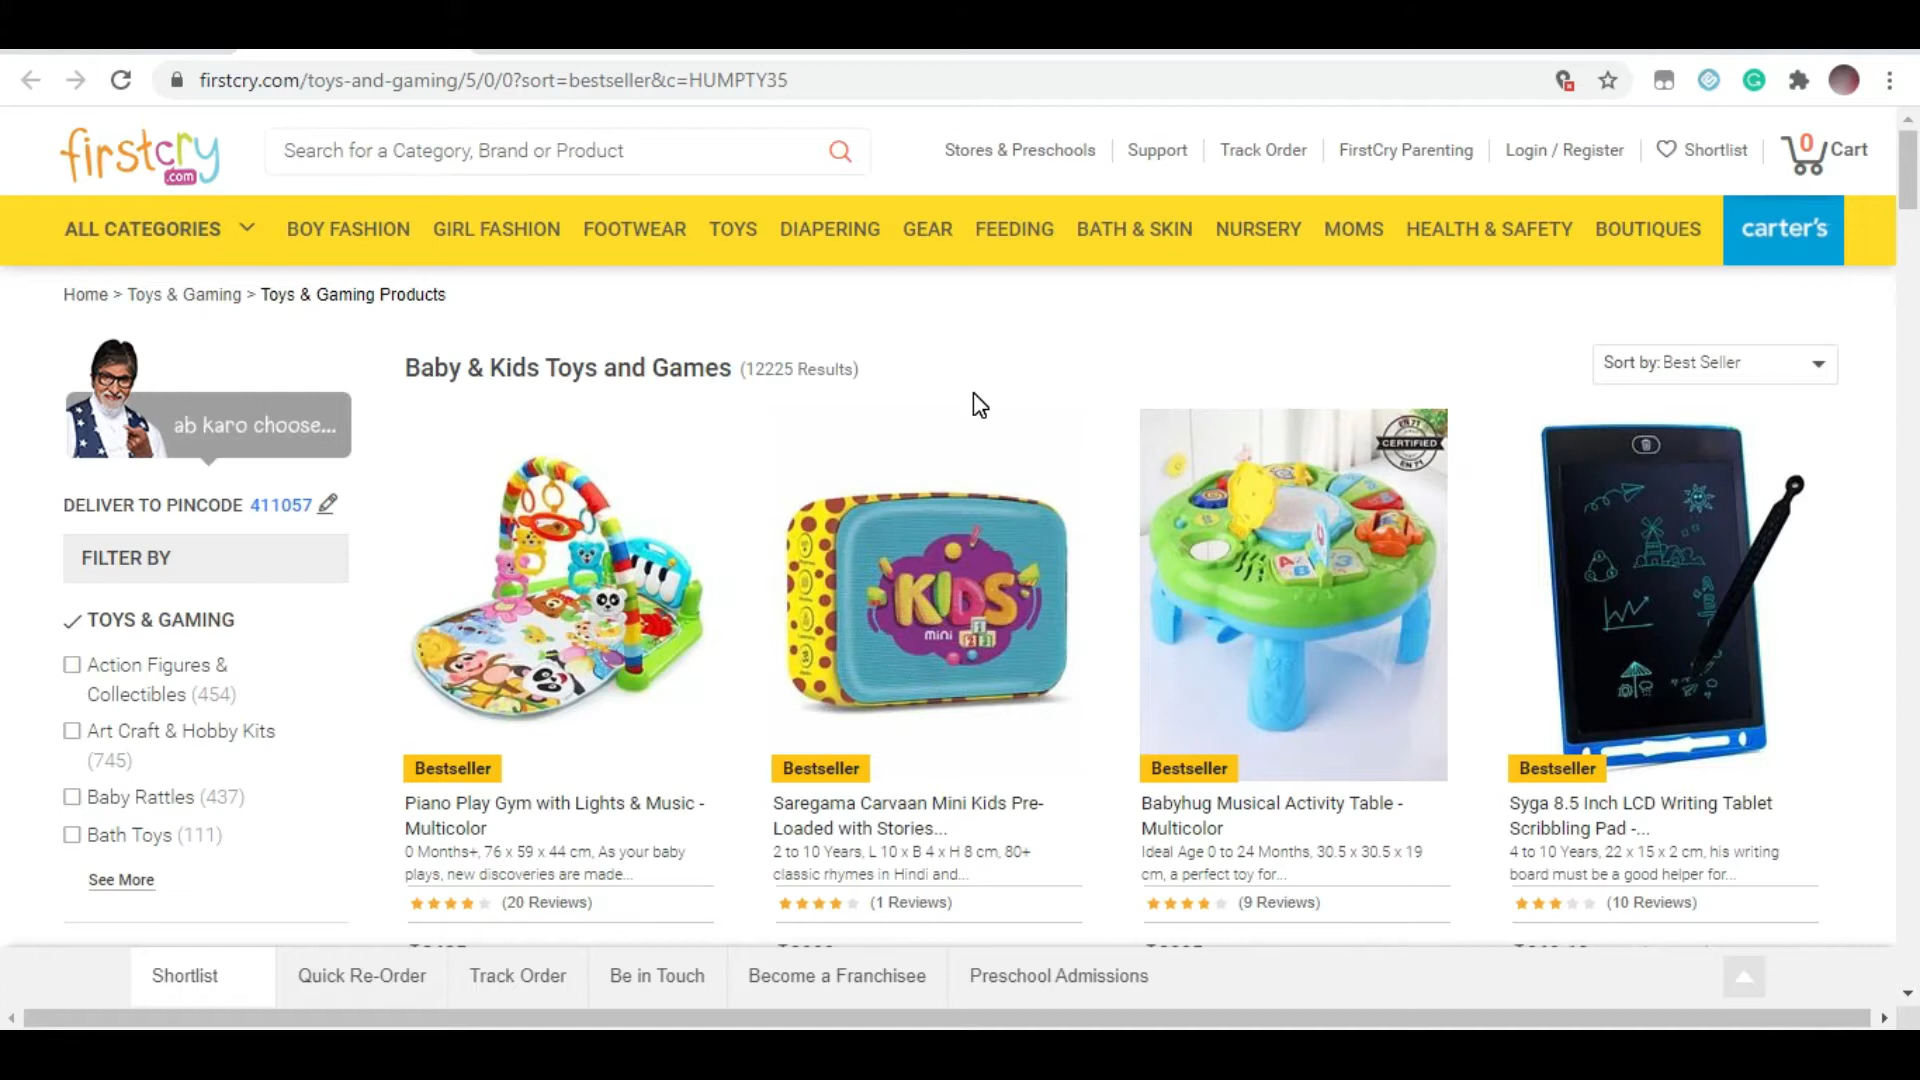 firstcry.com/toys-and-gaming/5/0/0?sort=bestseller&c=HUMPTY35
firstcry
.com
Search for a Category, Brand or Product
Stores & Preschools
Support
Track Order
FirstCry Parenting
Login / Register
Shortlist
0
Cart
ALL CATEGORIES
BOY FASHION
GIRL FASHION
FOOTWEAR
TOYS
DIAPERING
GEAR
FEEDING
BATH & SKIN
NURSERY
MOMS
HEALTH & SAFETY
BOUTIQUES
carter's
Home > Toys & Gaming > Toys & Gaming Products
ab karo choose...
DELIVER TO PINCODE 411057
FILTER BY
TOYS & GAMING
Action Figures &
Collectibles (454)
Art Craft & Hobby Kits
(745)
Baby Rattles (437)
Bath Toys (111)
See More
Baby & Kids Toys and Games (12225 Results)
Sort by: Best Seller
Bestseller
Piano Play Gym with Lights & Music -
Multicolor
0 Months+, 76 x 59 x 44 cm, As your baby
plays, new discoveries are made...
(20 Reviews)
KIDS
mini
Bestseller
Saregama Carvaan Mini Kids Pre-
Loaded with Stories...
2 to 10 Years, L 10 x B 4 x H 8 cm, 80+
classic rhymes in Hindi and...
(1 Reviews)
EN 71
CERTIFIED
EN 71
Bestseller
Babyhug Musical Activity Table -
Multicolor
Ideal Age 0 to 24 Months, 30.5 x 30.5 x 19
cm, a perfect toy for...
(9 Reviews)
Bestseller
Syga 8.5 Inch LCD Writing Tablet
Scribbling Pad -...
4 to 10 Years, 22 x 15 x 2 cm, his writing
board must be a good helper for...
(10 Reviews)
Shortlist
Quick Re-Order
Track Order
Be in Touch
Become a Franchisee
Preschool Admissions